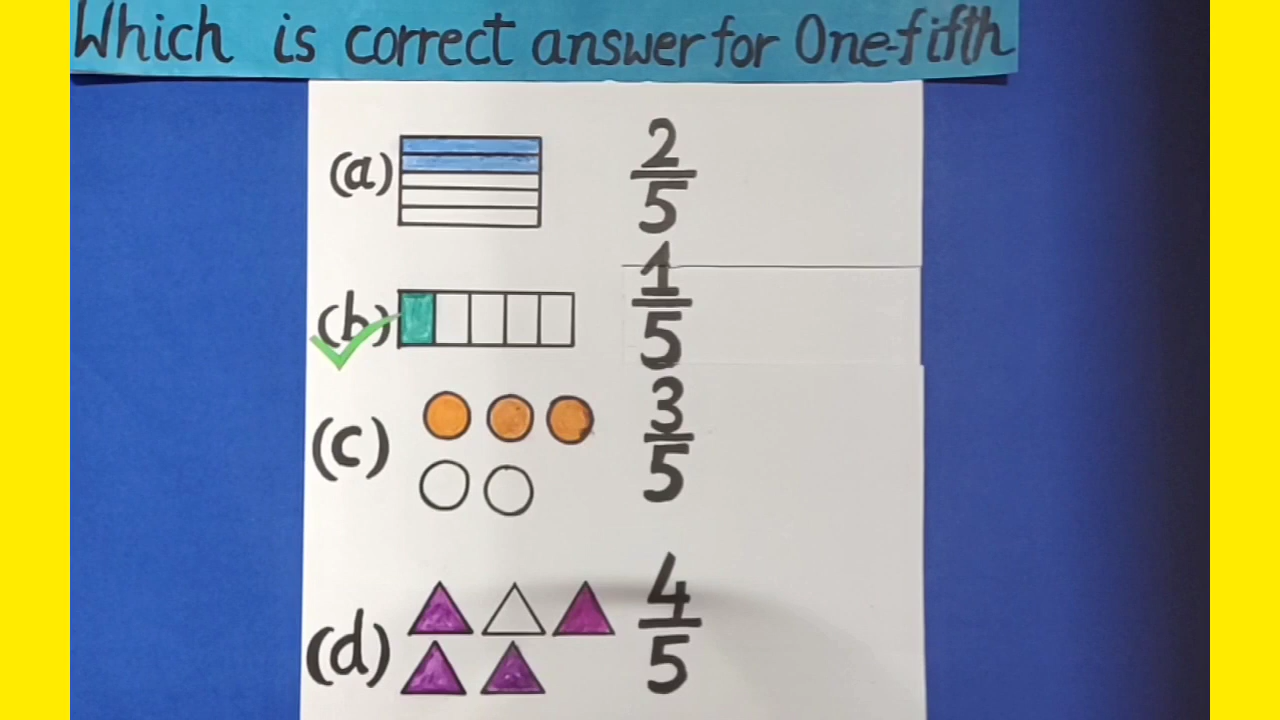 Which is correct answer for One-fifth
(a) 2/5
(b) 1/5
(c) 3/5
(d) 4/5